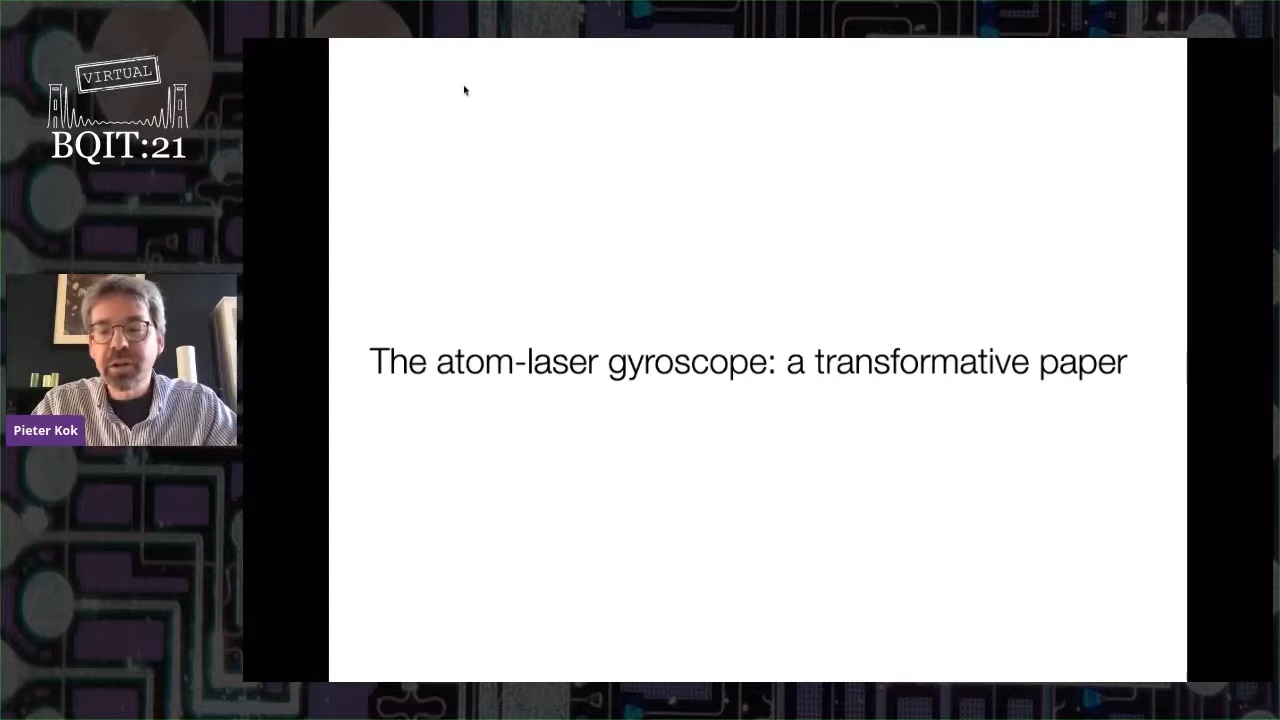 VIRTUAL
BQIT:21
The atom-laser gyroscope: a transformative paper
Pieter Kok